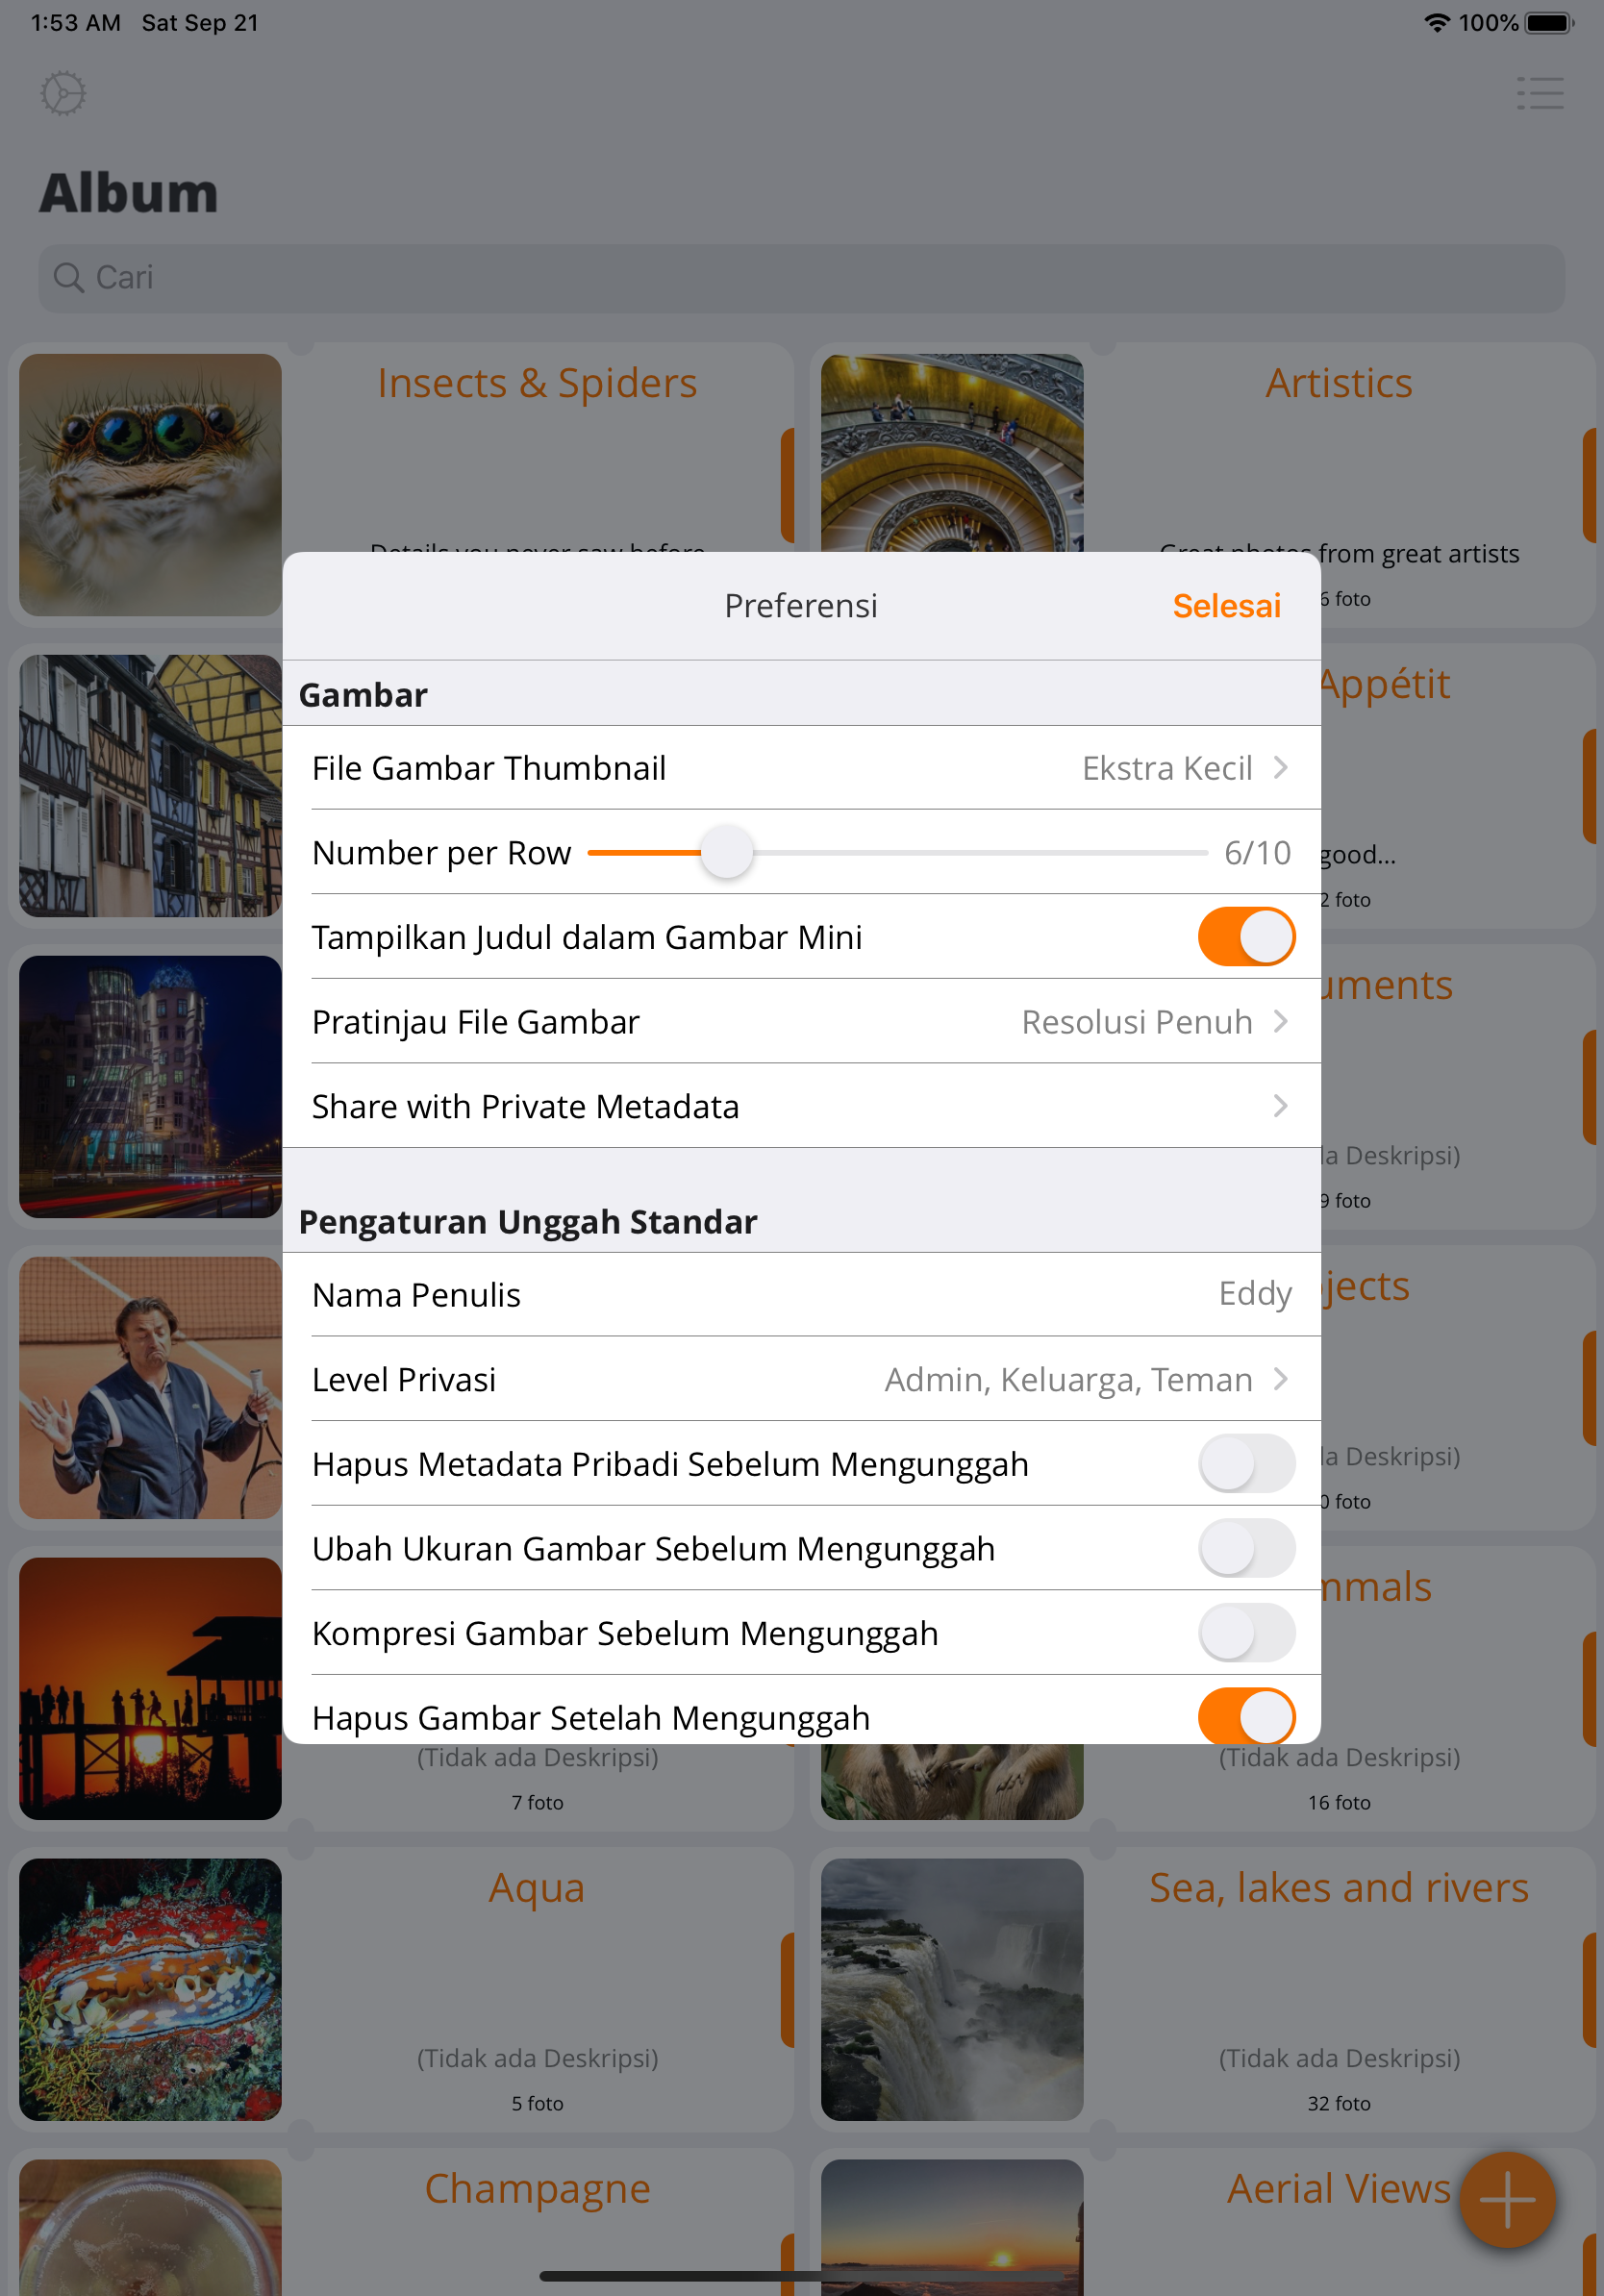 1:53 AM Sat Sep 21
100%
Album
Cari
Insects & Spiders
Artistics
Details you never saw before
Great photos from great artists
6 foto
Preferensi
Selesai
Gambar
File Gambar Thumbnail
Ekstra Kecil
Number per Row
6/10
Tampilkan Judul dalam Gambar Mini
Pratinjau File Gambar
Resolusi Penuh
Share with Private Metadata
Pengaturan Unggah Standar
Nama Penulis
Eddy
Level Privasi
Admin, Keluarga, Teman
Hapus Metadata Pribadi Sebelum Mengunggah
Ubah Ukuran Gambar Sebelum Mengunggah
Kompresi Gambar Sebelum Mengunggah
Hapus Gambar Setelah Mengunggah
Appétit
good...
2 foto
uments
da Deskripsi)
9 foto
jects
da Deskripsi)
0 foto
mmals
(Tidak ada Deskripsi)
7 foto
(Tidak ada Deskripsi)
16 foto
Aqua
(Tidak ada Deskripsi)
5 foto
Sea, lakes and rivers
(Tidak ada Deskripsi)
32 foto
Champagne
Aerial Views